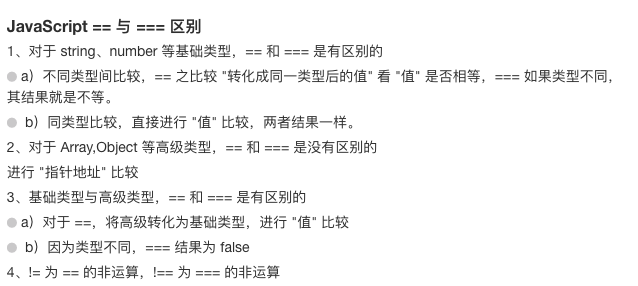 JavaScript == 与 === 区别
1、对于 string、number 等基础类型，== 和 === 是有区别的
a）不同类型间比较，== 之比较 "转化成同一类型后的值" 看 "值" 是否相等，=== 如果类型不同，
其结果就是不等。
b）同类型比较，直接进行 "值" 比较，两者结果一样。
2、对于 Array,Object 等高级类型，== 和 === 是没有区别的
进行 "指针地址" 比较
3、基础类型与高级类型，== 和 === 是有区别的
a）对于 ==，将高级转化为基础类型，进行 "值" 比较
b）因为类型不同，=== 结果为 false
4、!= 为 == 的非运算，!== 为 === 的非运算